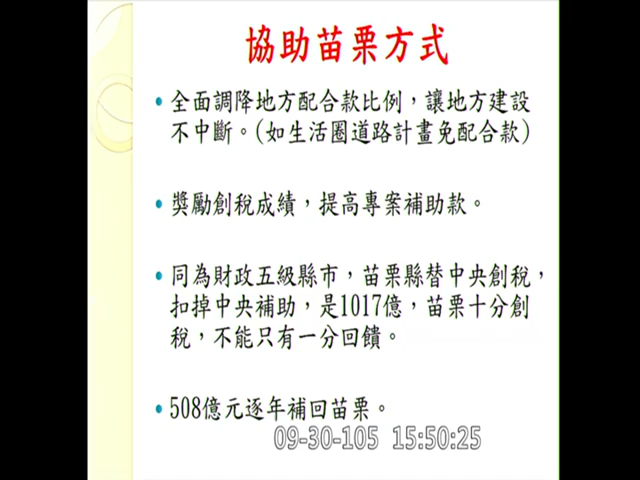 協助苗栗方式
• 全面調降地方配合款比例，讓地方建設
不中斷。(如生活圈道路計畫免配合款)
• 獎勵創稅成績，提高專案補助款。
• 同為財政五級縣市，苗栗縣替中央創稅，
扣掉中央補助，是1017億，苗栗十分創
稅，不能只有一分回饋。
• 508億元逐年補回苗栗。
09-30-105 15:50:25